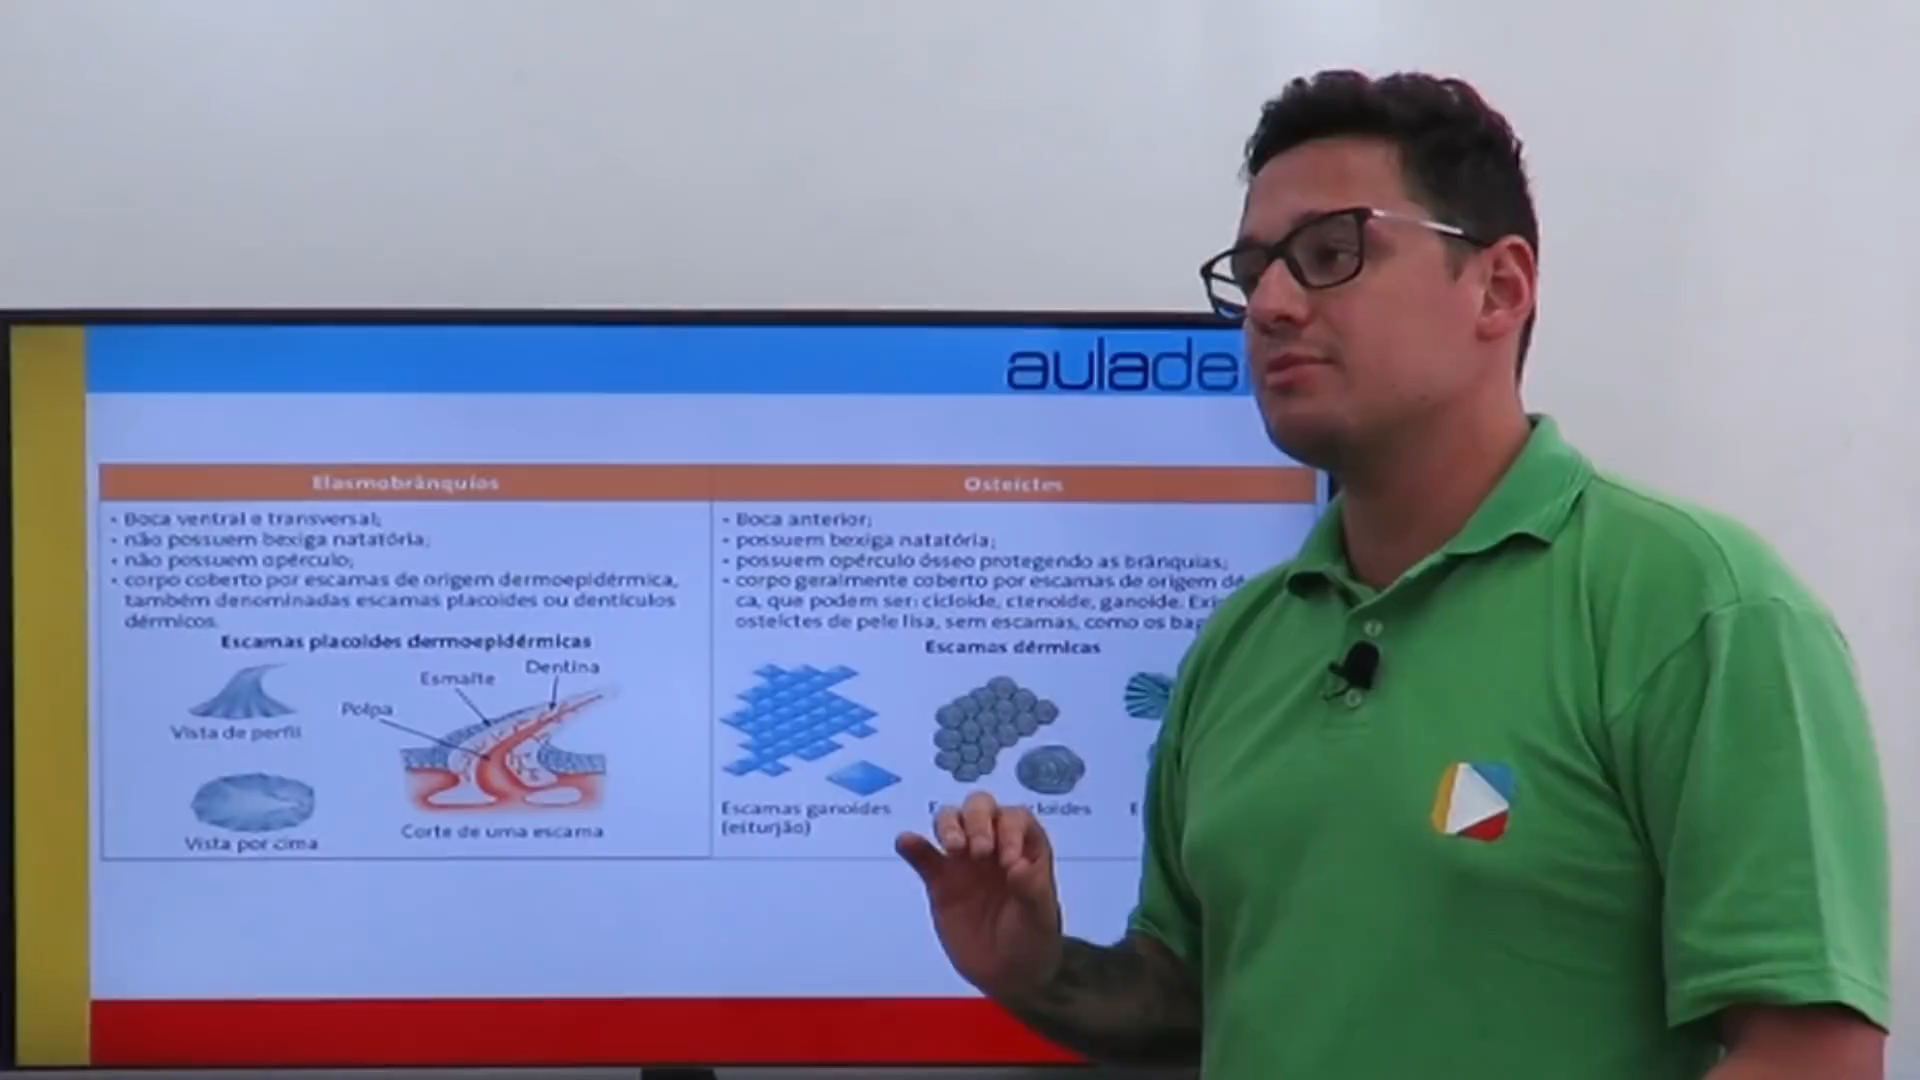 aulade
Elasmobrânquios
Osteíctes
• Boca ventral e transversal;
• não possuem bexiga natatória;
• não possuem opérculo;
• corpo coberto por escamas de origem dermoepidérmica,
também denominadas escamas placoides ou dentículos
dérmicos.
Escamas placoides dermoepidérmicas
Dentina
Esmalte
Polpa
Vista de perfil
Vista por cima
Corte de uma escama
• Boca anterior;
• possuem bexiga natatória;
• possuem opérculo ósseo protegendo as brânquias;
• corpo geralmente coberto por escamas de origem
ca, que podem ser: cicloide, ctenoide, ganoide.
osteíctes de pele lisa, sem escamas, como os
Escamas dérmicas
Escamas ganoides
(eiturjão)